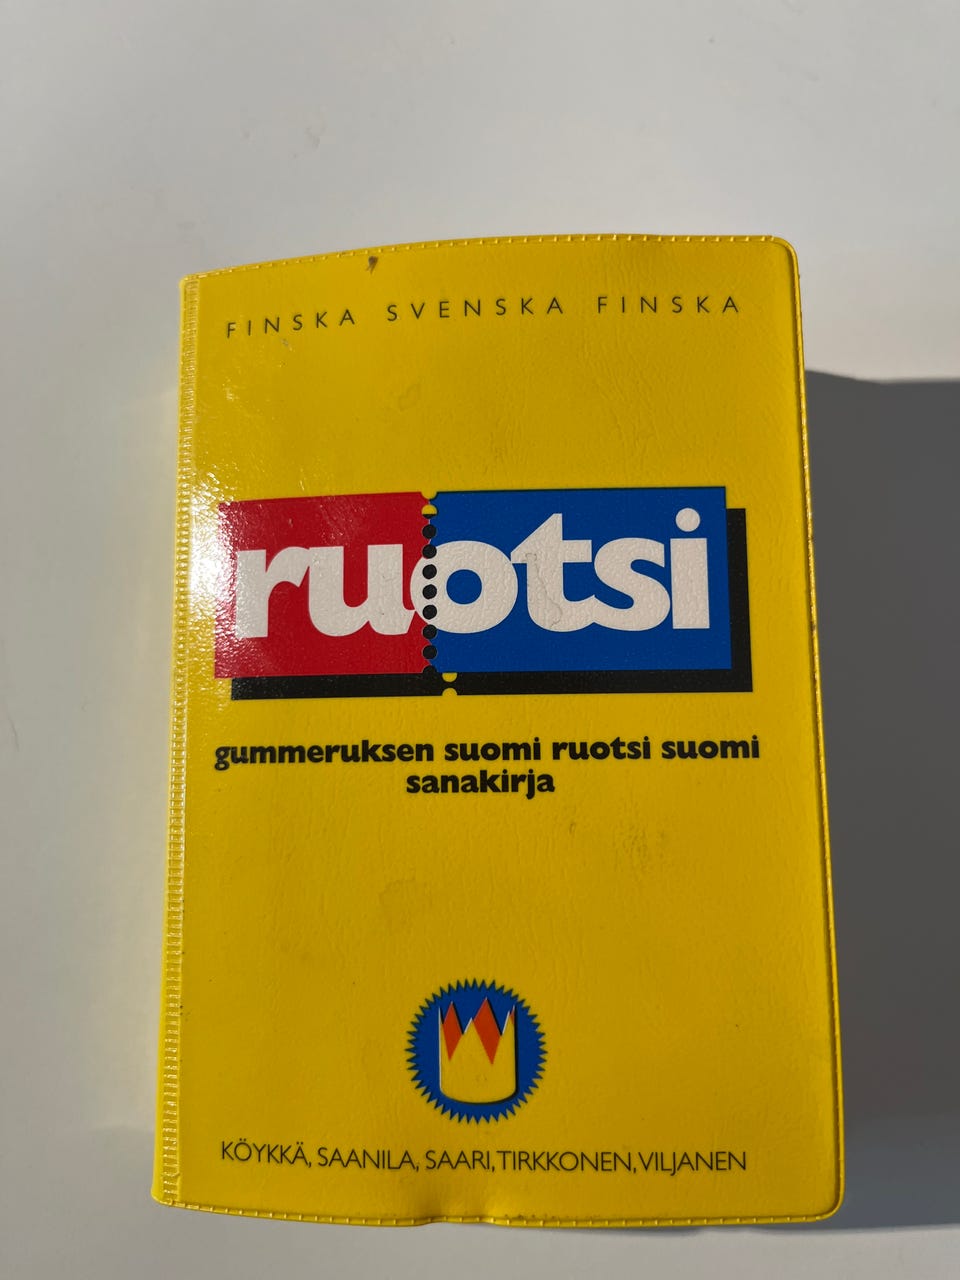 FINSKA SVENSKA FINSKA
ruotsi
gummeruksen suomi ruotsi suomi
sanakirja
KÖYKKÄ, SAANILA, SAARI, TIRKKONEN, VILJANEN